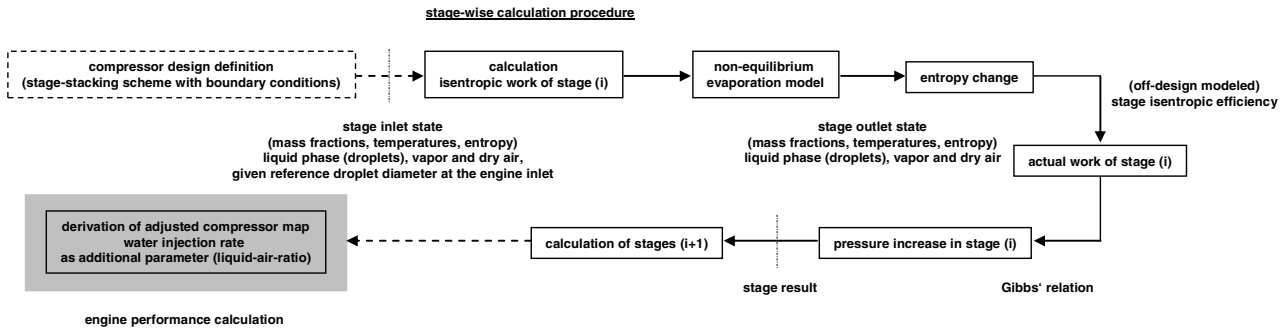 stage-wise calculation procedure
compressor design definition
(stage-stacking scheme with boundary conditions)
calculation
isentropic work of stage (i)
non-equilibrium
evaporation model
entropy change
(off-design modeled)
stage isentropic efficiency
stage inlet state
(mass fractions, temperatures, entropy)
liquid phase (droplets), vapor and dry air,
given reference droplet diameter at the engine inlet
stage outlet state
(mass fractions, temperatures, entropy)
liquid phase (droplets), vapor and dry air
actual work of stage (i)
derivation of adjusted compressor map
water injection rate
as additional parameter (liquid-air-ratio)
calculation of stages (i+1)
pressure increase in stage (i)
stage result
Gibbs‘ relation
engine performance calculation